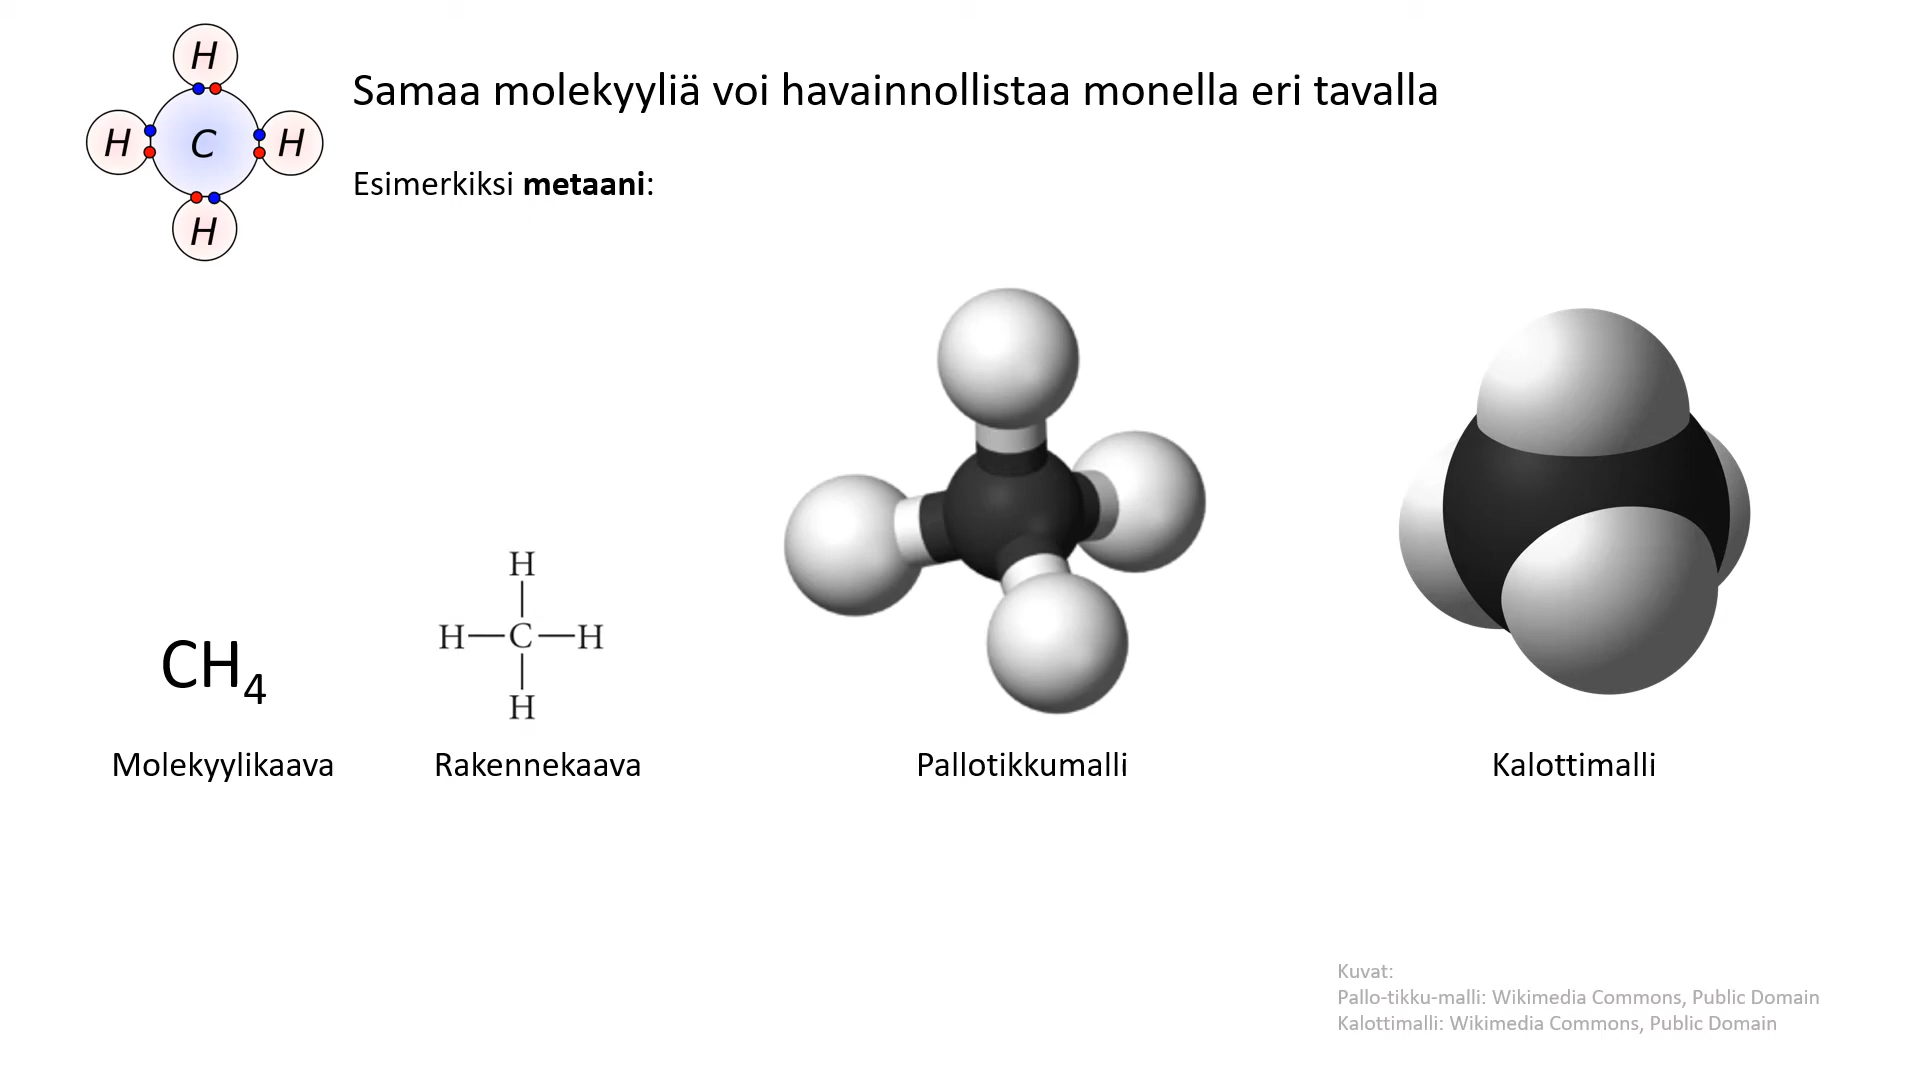 H
Samaa molekyyliä voi havainnollistaa monella eri tavalla
H C H
Esimerkiksi metaani:
H
CH₄
H
H—C—H
H
Molekyylikaava
Rakennekaava
Pallotikkumalli
Kalottimalli
Kuvat:
Pallo-tikku-malli: Wikimedia Commons, Public Domain
Kalottimalli: Wikimedia Commons, Public Domain